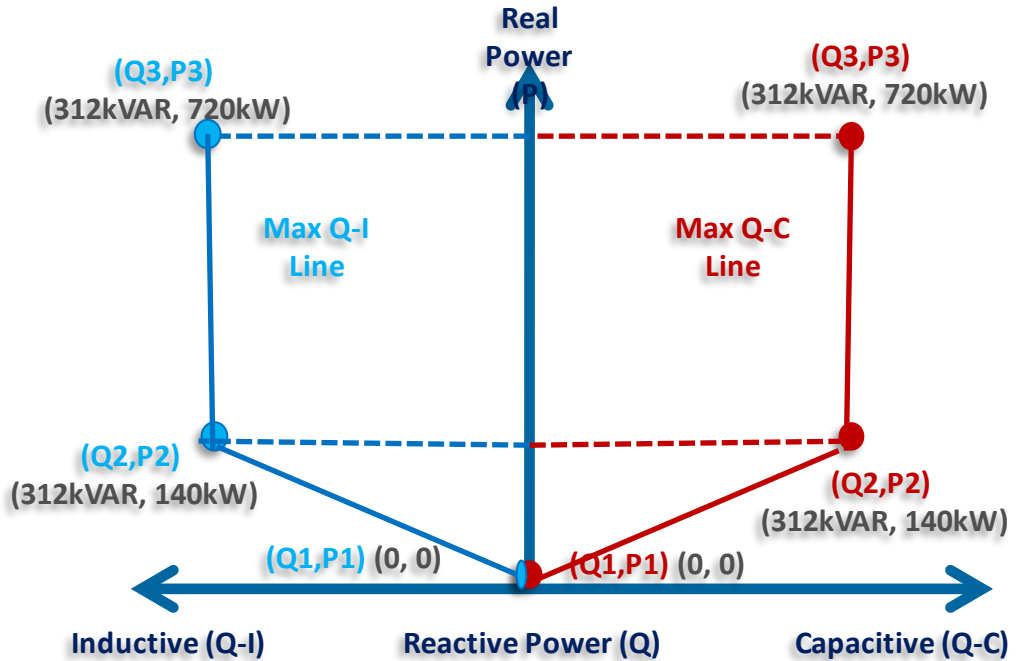 Real
Power
(P)
(Q3,P3)
(312kVAR, 720kW)
(Q3,P3)
(312kVAR, 720kW)
Max Q-I
Line
Max Q-C
Line
(Q2,P2)
(312kVAR, 140kW)
(Q2,P2)
(312kVAR, 140kW)
(Q1,P1) (0, 0)
(Q1,P1) (0, 0)
Inductive (Q-I)
Reactive Power (Q)
Capacitive (Q-C)